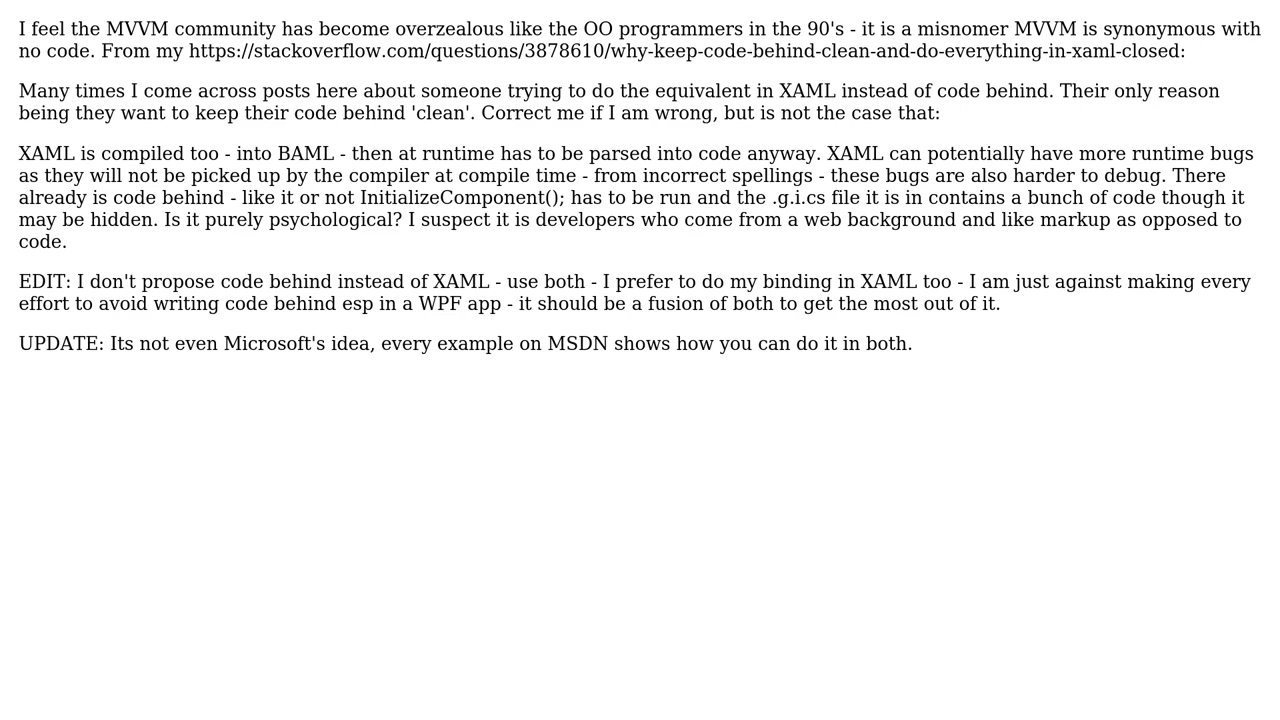 I feel the MVVM community has become overzealous like the OO programmers in the 90's - it is a misnomer MVVM is synonymous with
no code. From my https://stackoverflow.com/questions/3878610/why-keep-code-behind-clean-and-do-everything-in-xaml-closed:
Many times I come across posts here about someone trying to do the equivalent in XAML instead of code behind. Their only reason
being they want to keep their code behind 'clean'. Correct me if I am wrong, but is not the case that:
XAML is compiled too - into BAML - then at runtime has to be parsed into code anyway. XAML can potentially have more runtime bugs
as they will not be picked up by the compiler at compile time - from incorrect spellings - these bugs are also harder to debug. There
already is code behind - like it or not InitializeComponent(); has to be run and the .g.i.cs file it is in contains a bunch of code though it
may be hidden. Is it purely psychological? I suspect it is developers who come from a web background and like markup as opposed to
code.
EDIT: I don't propose code behind instead of XAML - use both - I prefer to do my binding in XAML too - I am just against making every
effort to avoid writing code behind esp in a WPF app - it should be a fusion of both to get the most out of it.
UPDATE: Its not even Microsoft's idea, every example on MSDN shows how you can do it in both.